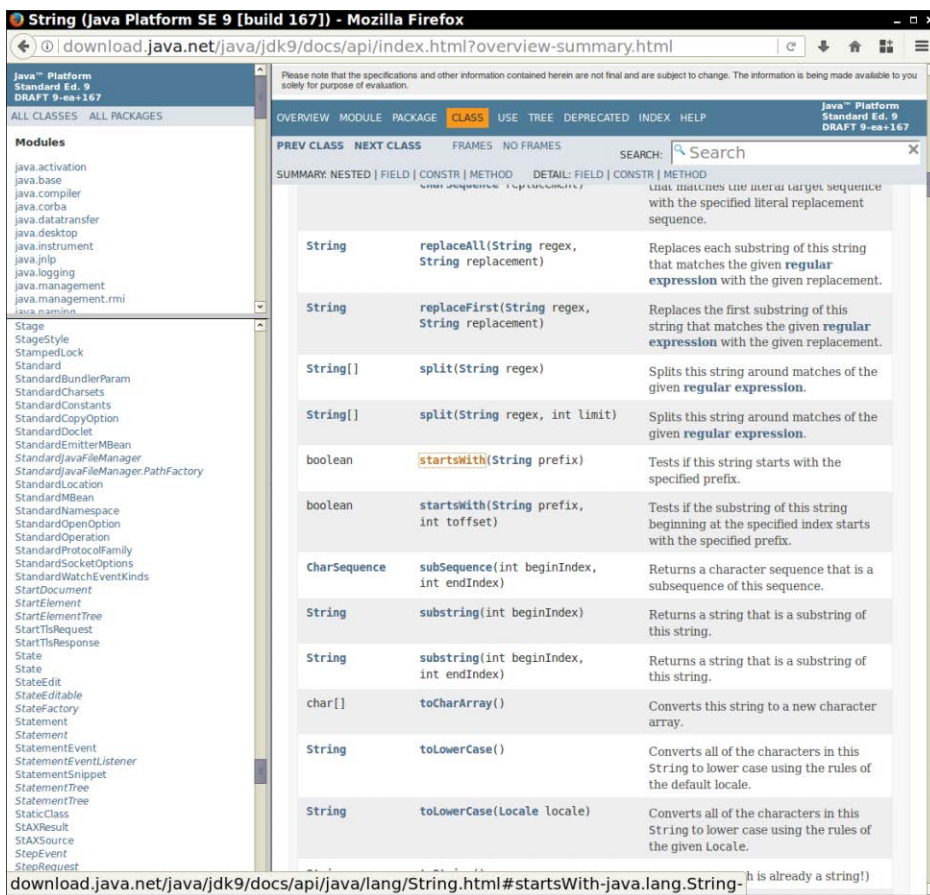 String (Java Platform SE 9 [build 167]) - Mozilla Firefox
download.java.net/java/jdk9/docs/api/index.html?overview-summary.html
Java™ Platform
Standard Ed. 9
DRAFT 9-ea+167
ALL CLASSES ALL PACKAGES
Modules
java.activation
java.base
java.compiler
java.corba
java.datatransfer
java.desktop
java.instrument
java.jnlp
java.logging
java.management
java.management.rmi
java.naming
Stage
StageStyle
StampedLock
Standard
StandardBundlerParam
StandardCharsets
StandardConstants
StandardCopyOption
StandardDoclet
StandardEmitterMBean
StandardJavaFileManager
StandardJavaFileManager.PathFactory
StandardLocation
StandardMBean
StandardNamespace
StandardOpenOption
StandardOperation
StandardProtocolFamily
StandardSocketOptions
StandardWatchEventKinds
StartDocument
StartElement
StartElementTree
StartTlsRequest
StartTlsResponse
State
State
StateEdit
StateEditable
StateFactory
Statement
Statement
StatementEvent
StatementEventListener
StatementSnippet
StatementTree
StatementTree
StaticClass
StAXResult
StAXSource
StepEvent
StepRequest
Please note that the specifications and other information contained herein are not final and are subject to change. The information is being made available to you
solely for purpose of evaluation.
OVERVIEW MODULE PACKAGE CLASS USE TREE DEPRECATED INDEX HELP
Java™ Platform
Standard Ed. 9
DRAFT 9-ea+167
PREV CLASS NEXT CLASS FRAMES NO FRAMES
SEARCH: Search
SUMMARY: NESTED | FIELD | CONSTR | METHOD DETAIL: FIELD | CONSTR | METHOD
CharSequence replacement) that matches the literal target sequence
with the specified literal replacement
sequence.
String replaceAll(String regex, Replaces each substring of this string
String replacement) that matches the given regular
expression with the given replacement.
String replaceFirst(String regex, Replaces the first substring of this
String replacement) string that matches the given regular
expression with the given replacement.
String[] split(String regex) Splits this string around matches of the
given regular expression.
String[] split(String regex, int limit) Splits this string around matches of the
given regular expression.
boolean startsWith(String prefix) Tests if this string starts with the
specified prefix.
boolean startsWith(String prefix, Tests if the substring of this string
int toffset) beginning at the specified index starts
with the specified prefix.
CharSequence subSequence(int beginIndex, Returns a character sequence that is a
int endIndex) subsequence of this sequence.
String substring(int beginIndex) Returns a string that is a substring of
this string.
String substring(int beginIndex, Returns a string that is a substring of
int endIndex) this string.
char[] toCharArray() Converts this string to a new character
array.
String toLowerCase() Converts all of the characters in this
String to lower case using the rules of
the default locale.
String toLowerCase(Locale locale) Converts all of the characters in this
String to lower case using the rules of
the given Locale.
h is already a string!)
download.java.net/java/jdk9/docs/api/java/lang/String.html#startsWith-java.lang.String-